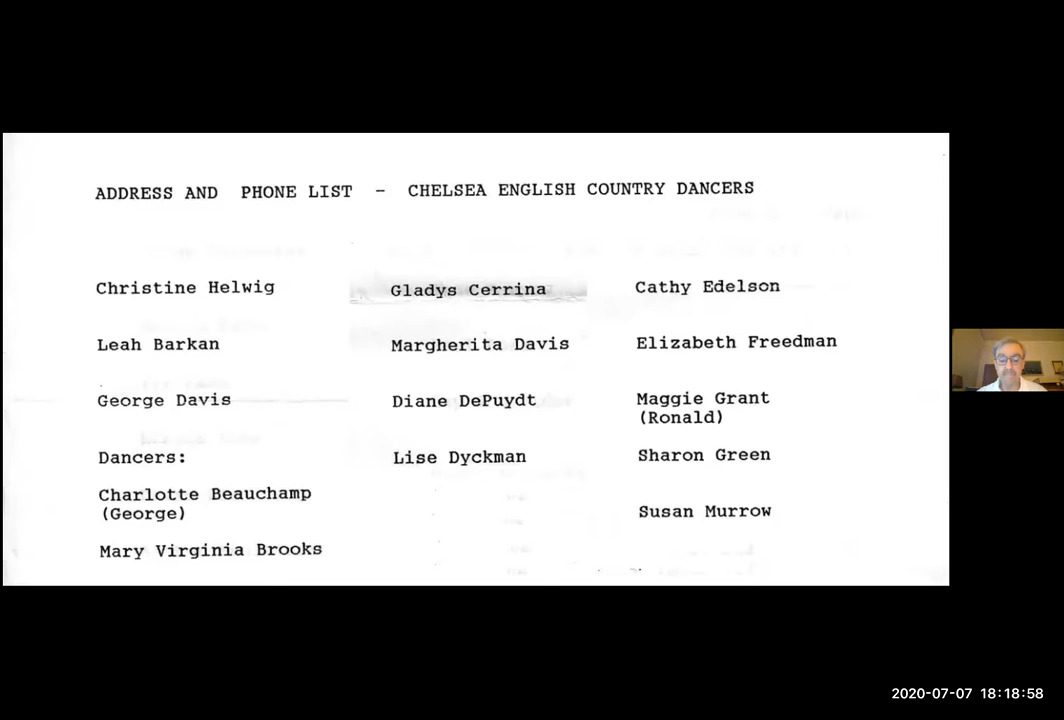 ADDRESS AND PHONE LIST - CHELSEA ENGLISH COUNTRY DANCERS
Christine Helwig
Leah Barkan
George Davis
Dancers:
Charlotte Beauchamp
(George)
Mary Virginia Brooks
Gladys Cerrina
Margherita Davis
Diane DePuydt
Lise Dyckman
Cathy Edelson
Elizabeth Freedman
Maggie Grant
(Ronald)
Sharon Green
Susan Murrow
2020-07-07 18:18:58